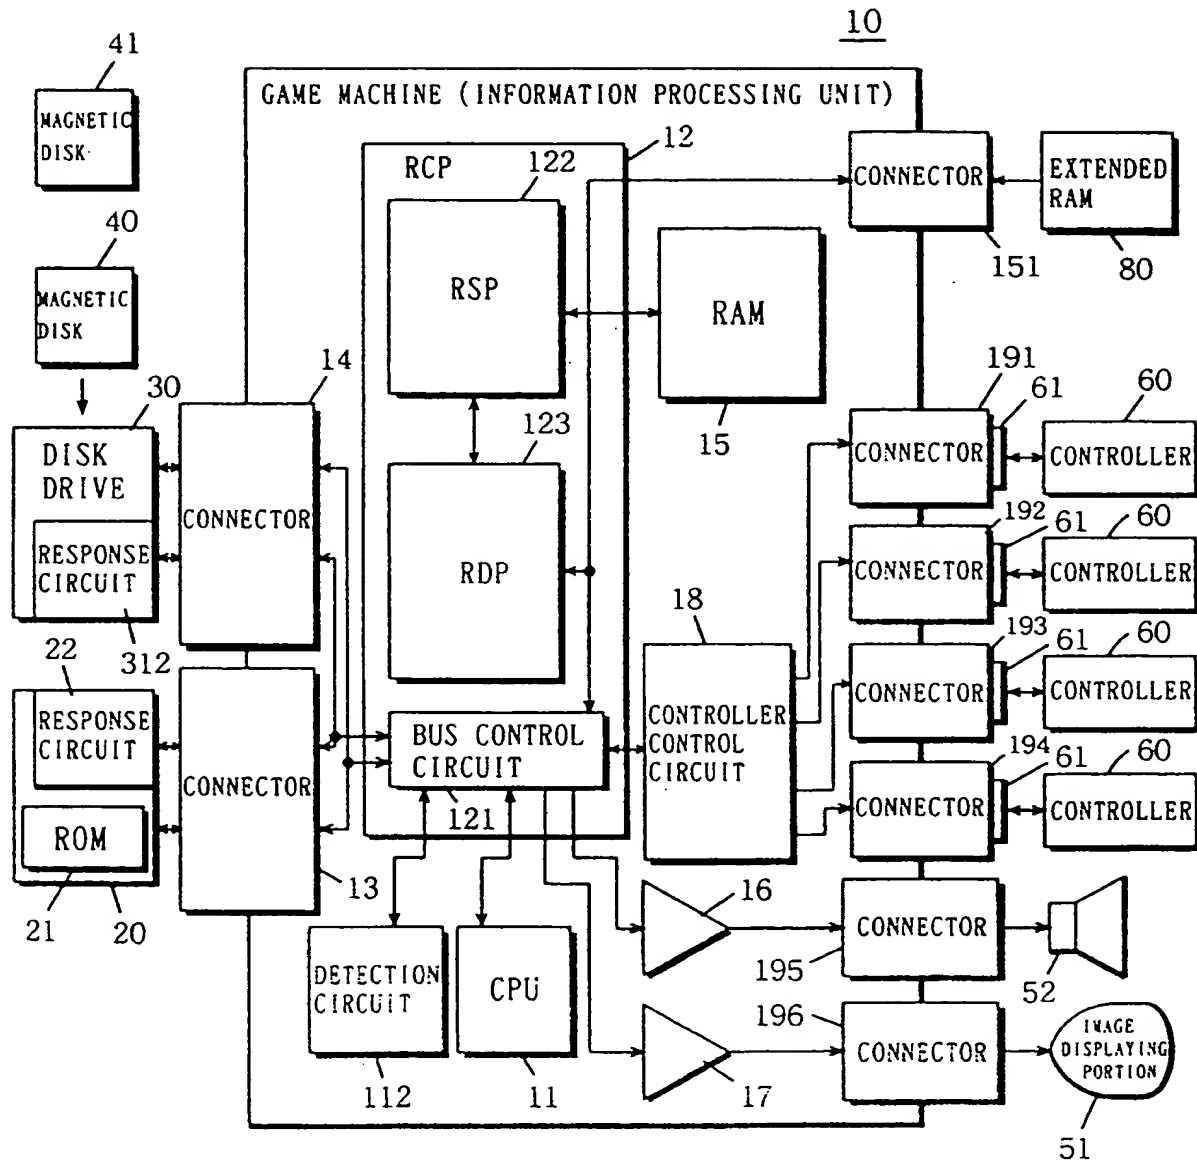 10
41
GAME MACHINE (INFORMATION PROCESSING UNIT)
MAGNETIC
DISK
12
RCP
122
CONNECTOR
EXTENDED
RAM
151
80
40
MAGNETIC
DISK
RSP
RAM
14
30
191
61
60
15
123
DISK
DRIVE
CONNECTOR
CONNECTOR
CONTROLLER
RESPONSE
CIRCUIT
RDP
192
61
60
CONNECTOR
CONTROLLER
312
18
193
61
60
22
RESPONSE
CIRCUIT
CONNECTOR
BUS CONTROL
CIRCUIT
CONTROLLER
CONTROL
CIRCUIT
CONNECTOR
CONTROLLER
194
61
60
121
CONNECTOR
CONTROLLER
ROM
21
20
13
16
CONNECTOR
195
52
DETECTION
CIRCUIT
CPU
196
CONNECTOR
IMAGE
DISPLAYING
PORTION
112
11
17
51